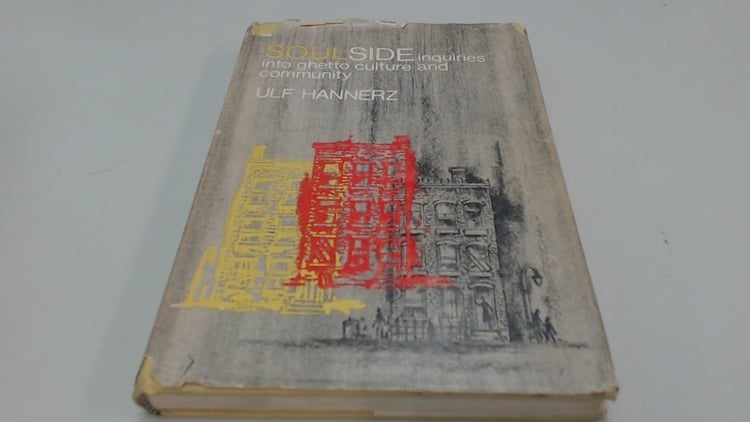 SOULSIDE inquiries
into ghetto culture and
community
ULF HANNERZ